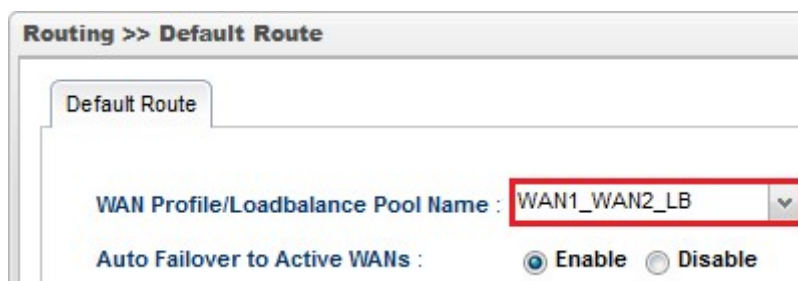 Routing >> Default Route
Default Route
WAN Profile/Loadbalance Pool Name : WAN1_WAN2_LB
Auto Failover to Active WANs : Enable Disable